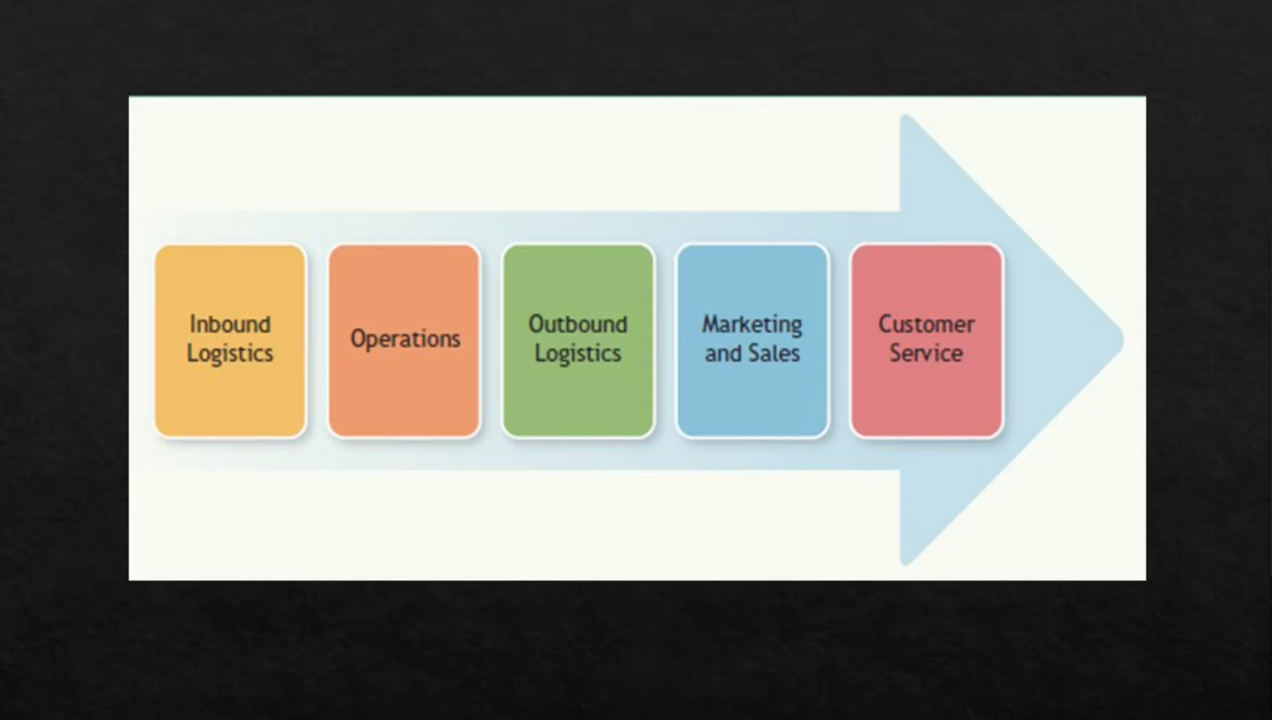 Inbound
Logistics
Operations
Outbound
Logistics
Marketing
and Sales
Customer
Service